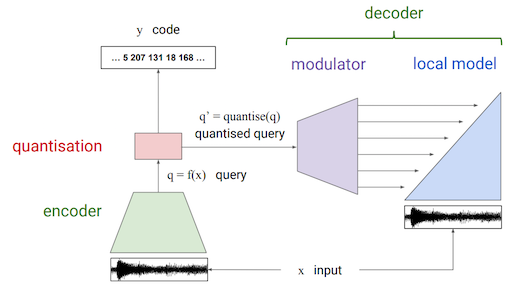 decoder
y code
... 5 207 131 18 168 ...
modulator
local model
q' = quantise(q)
quantised query
quantisation
q = f(x) query
encoder
x input